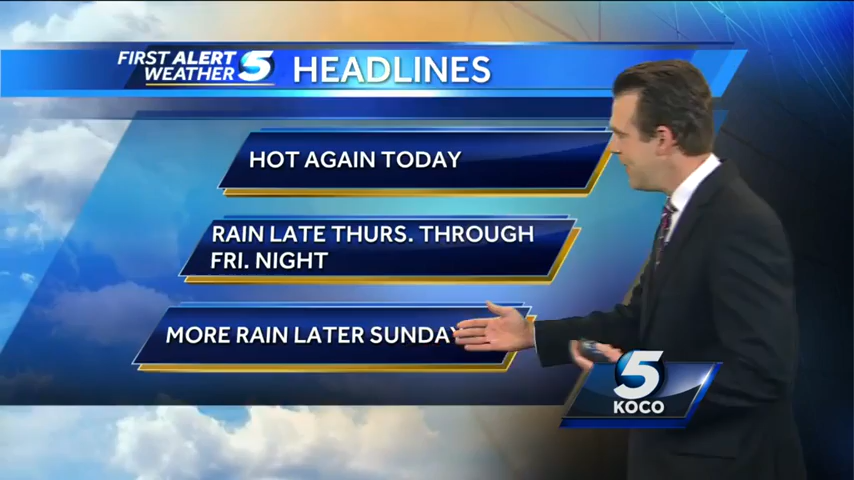 FIRST ALERT
WEATHER 5
HEADLINES
HOT AGAIN TODAY
RAIN LATE THURS. THROUGH
FRI. NIGHT
MORE RAIN LATER SUNDAY
5
KOCO